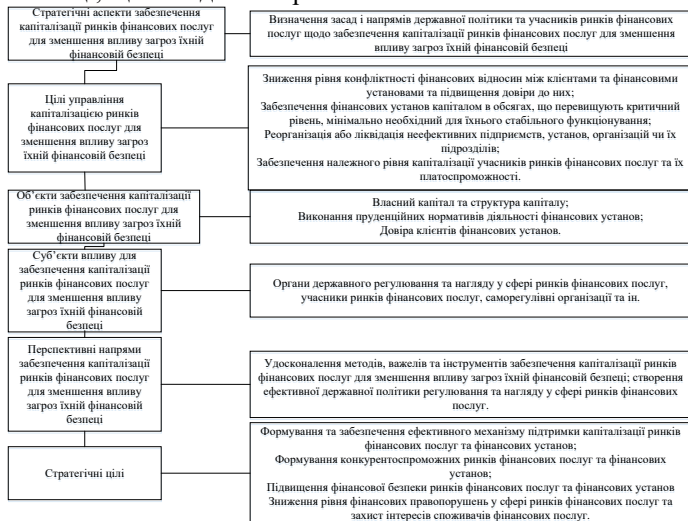 Стратегічні аспекти забезпечення
капіталізації ринків фінансових послуг
для зменшення впливу загроз їхній
фінансовій безпеці
Визначення засад і напрямів державної політики та учасників ринків фінансових
послуг щодо забезпечення капіталізації ринків фінансових послуг для зменшення
впливу загроз їхній фінансовій безпеці
Цілі управління
капіталізацією ринків
фінансових послуг для
зменшення впливу загроз
їхній фінансовій безпеці
Зниження рівня конфліктності фінансових відносин між клієнтами та фінансовими
установами та підвищення довіри до них;
Забезпечення фінансових установ капіталом в обсягах, що перевищують критичний
рівень, мінімально необхідний для їхнього стабільного функціонування;
Реорганізація або ліквідація неефективних підприємств, установ, організацій чи їх
підрозділів;
Забезпечення належного рівня капіталізації учасників ринків фінансових послуг та їх
платоспроможності.
Об’єкти забезпечення капіталізації
ринків фінансових послуг для
зменшення впливу загроз їхній
фінансовій безпеці
Власний капітал та структура капіталу;
Виконання пруденційних нормативів діяльності фінансових установ;
Довіра клієнтів фінансових установ.
Суб’єкти впливу для
забезпечення капіталізації
ринків фінансових послуг
для зменшення впливу
загроз їхній фінансовій
безпеці
Органи державного регулювання та нагляду у сфері ринків фінансових послуг,
учасники ринків фінансових послуг, саморегулівні організації та ін.
Перспективні напрями
забезпечення капіталізації
ринків фінансових послуг
для зменшення впливу
загроз їхній фінансовій
безпеці
Удосконалення методів, важелів та інструментів забезпечення капіталізації ринків
фінансових послуг для зменшення впливу загроз їхній фінансовій безпеці; створення
ефективної державної політики регулювання та нагляду у сфері ринків фінансових
послуг.
Стратегічні цілі
Формування та забезпечення ефективного механізму підтримки капіталізації ринків
фінансових послуг та фінансових установ;
Формування конкурентоспроможних ринків фінансових послуг та фінансових
установ;
Підвищення фінансової безпеки ринків фінансових послуг та фінансових установ
Зниження рівня фінансових правопорушень у сфері ринків фінансових послуг та
захист інтересів споживачів фінансових послуг.